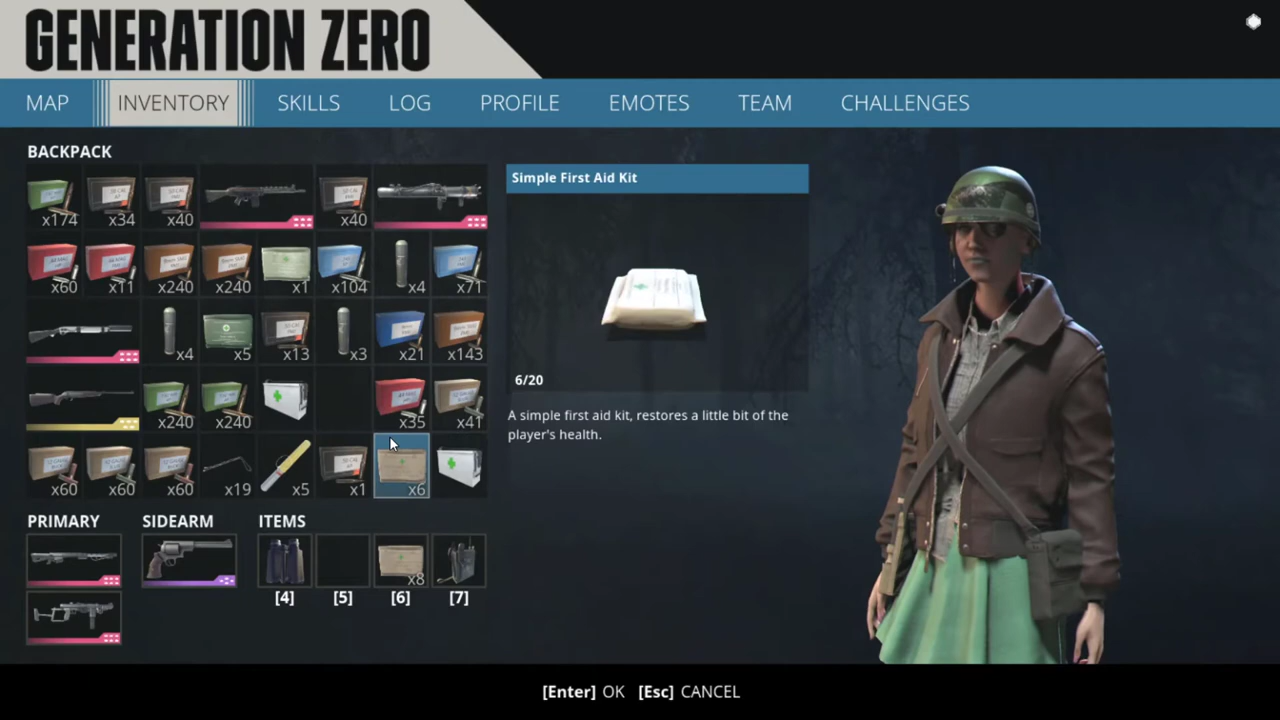 GENERATION ZERO
MAP INVENTORY SKILLS LOG PROFILE EMOTES TEAM CHALLENGES
BACKPACK
x174 x34 x40 x40
x60 x11 x240 x240 x1 x104 x4 x71
x4 x5 x13 x3 x21 x143
x240 x240 x35 x41
x60 x60 x60 x19 x5 x1 x6
Simple First Aid Kit
6/20
A simple first aid kit, restores a little bit of the
player's health.
PRIMARY SIDEARM ITEMS
x8
[4] [5] [6] [7]
[Enter] OK [Esc] CANCEL